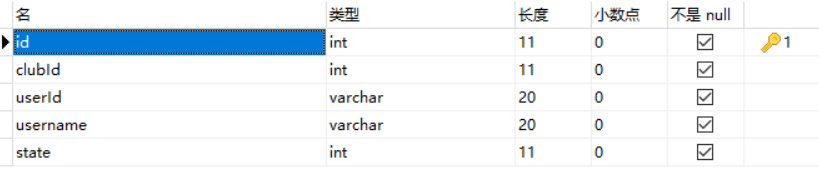 名 类型 长度 小数点 不是 null
id int 11 0 1
clubId int 11 0
userId varchar 20 0
username varchar 20 0
state int 11 0